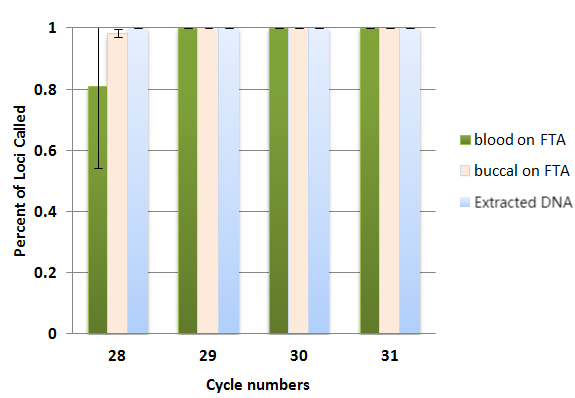 Percent of Loci Called
1
0.8
0.6
0.4
0.2
0
28 29 30 31
Cycle numbers
blood on FTA
buccal on FTA
Extracted DNA